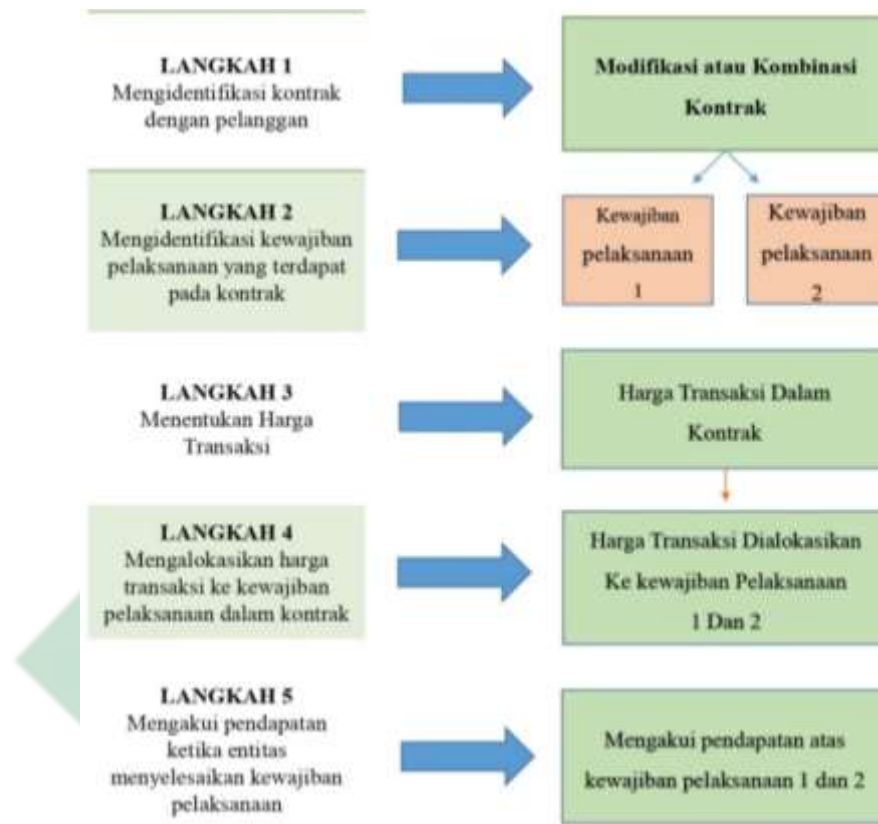 LANGKAH 1
Mengidentifikasi kontrak
dengan pelanggan
Modifikasi atau Kombinasi
Kontrak
LANGKAH 2
Mengidentifikasi kewajiban
pelaksanaan yang terdapat
pada kontrak
Kewajiban
pelaksanaan
1
Kewajiban
pelaksanaan
2
LANGKAH 3
Menentukan Harga
Transaksi
Harga Transaksi Dalam
Kontrak
LANGKAH 4
Mengalokasikan harga
transaksi ke kewajiban
pelaksanaan dalam kontrak
Harga Transaksi Dialokasikan
Ke kewajiban Pelaksanaan
1 Dan 2
LANGKAH 5
Mengakui pendapatan
ketika entitas
menyelesaikan kewajiban
pelaksanaan
Mengakui pendapatan atas
kewajiban pelaksanaan 1 dan 2